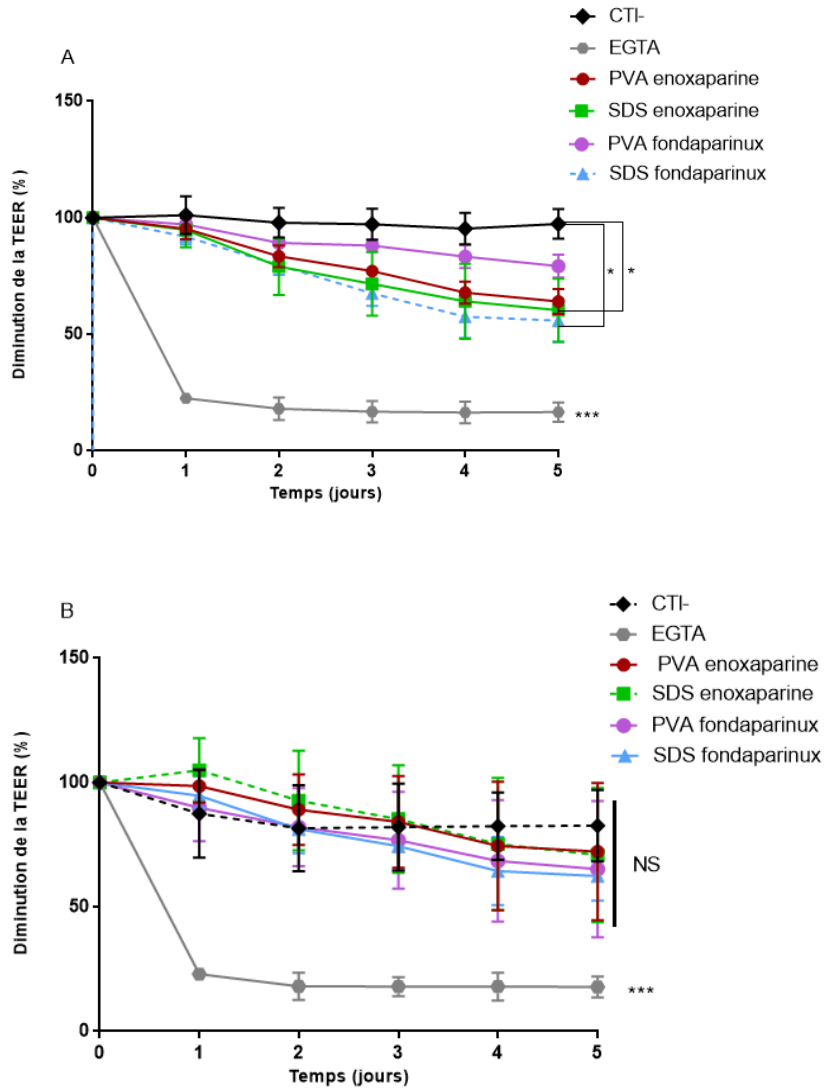 CTl-
EGTA
A
PVA enoxaparine
SDS enoxaparine
PVA fondaparinux
SDS fondaparinux
150
100
50
0
Diminution de la TEER (%)
* *
***
0 1 2 3 4 5
Temps (jours)
B
CTl-
EGTA
PVA enoxaparine
SDS enoxaparine
PVA fondaparinux
SDS fondaparinux
150
100
50
0
Diminution de la TEER (%)
NS
***
0 1 2 3 4 5
Temps (jours)